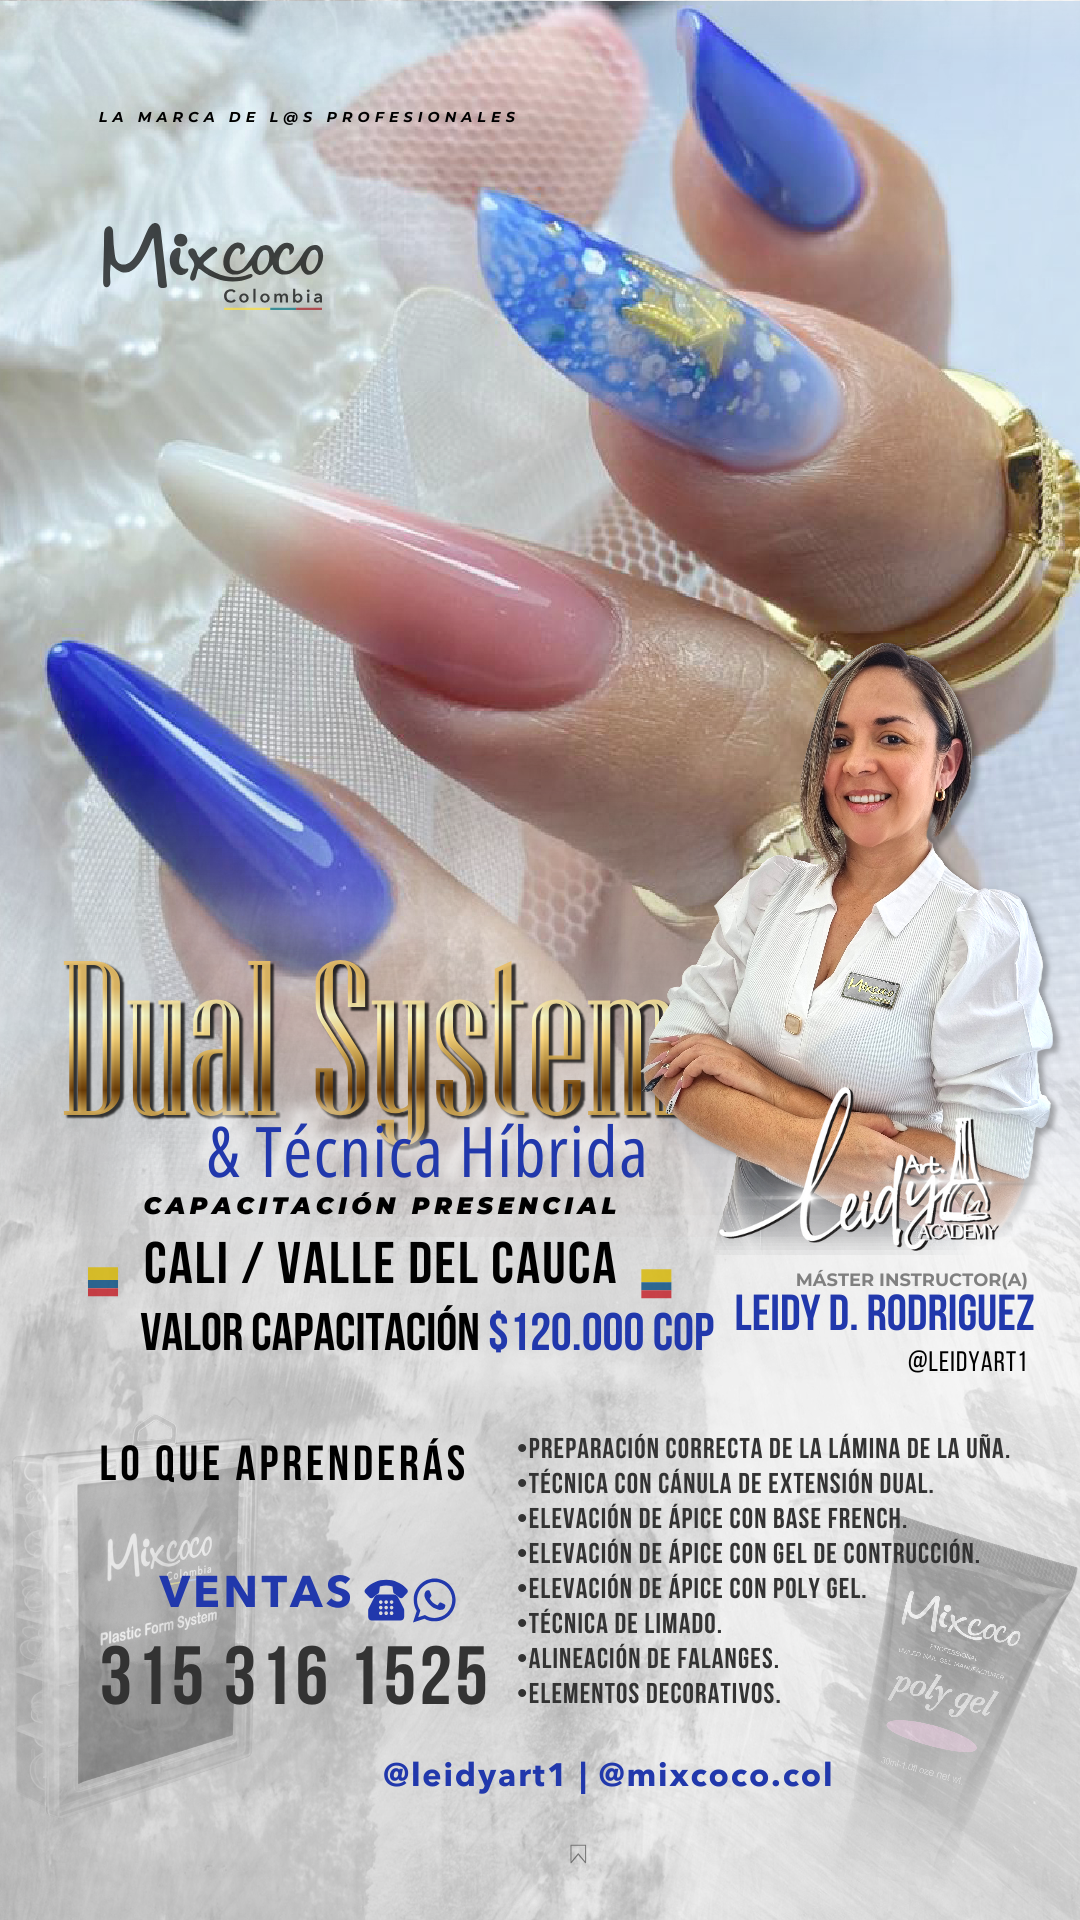 LA MARCA DE L@S PROFESIONALES
Mixcoco
Colombia
Mixcoco
Dual System
& Técnica Híbrida
CAPACITACIÓN PRESENCIAL
CALI / VALLE DEL CAUCA
VALOR CAPACITACIÓN $120.000 COP
Leidy Art.
ACADEMY
MÁSTER INSTRUCTOR(A)
LEIDY D. RODRIGUEZ
@LEIDYART1
LO QUE APRENDERÁS
•PREPARACIÓN CORRECTA DE LA LÁMINA DE LA UÑA.
•TÉCNICA CON CÁNULA DE EXTENSIÓN DUAL.
•ELEVACIÓN DE ÁPICE CON BASE FRENCH.
•ELEVACIÓN DE ÁPICE CON GEL DE CONTRUCCIÓN.
•ELEVACIÓN DE ÁPICE CON POLY GEL.
•TÉCNICA DE LIMADO.
•ALINEACIÓN DE FALANGES.
•ELEMENTOS DECORATIVOS.
Mixcoco
Colombia
Plastic Form System
VENTAS
315 316 1525
Mixcoco
PROFESSIONAL
poly gel
@leidyart1 | @mixcoco.col